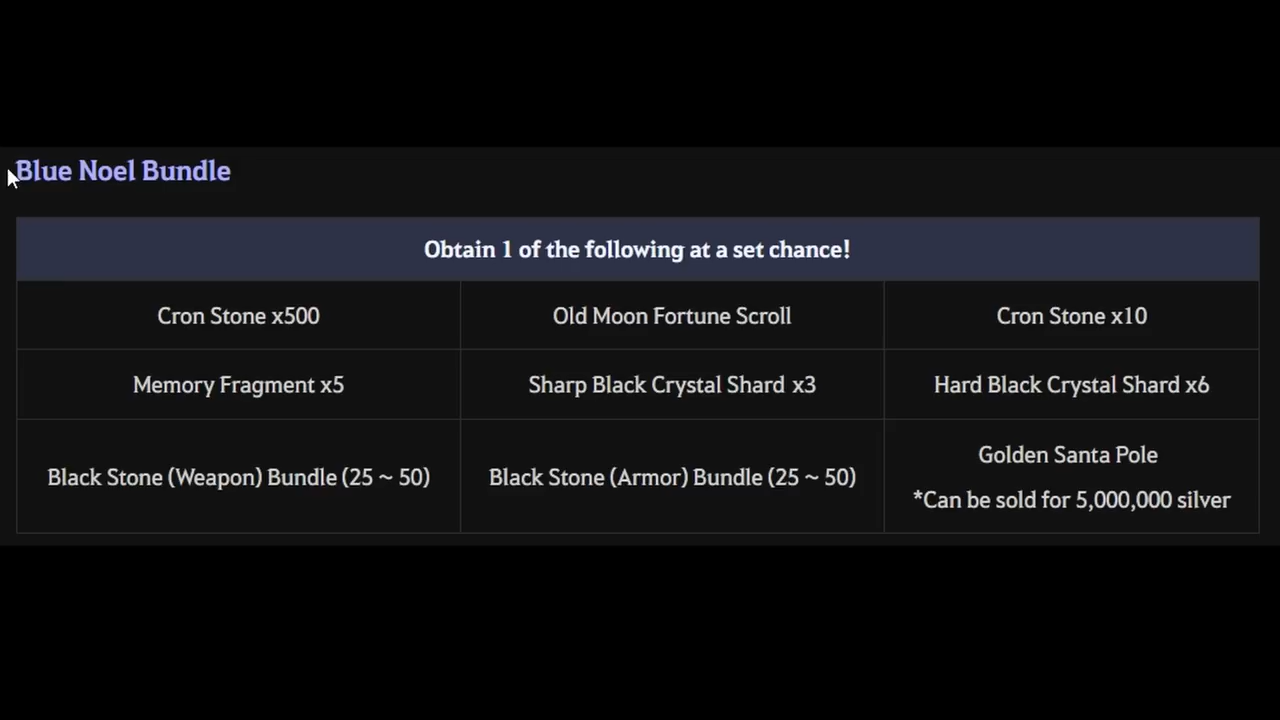 Blue Noel Bundle
Obtain 1 of the following at a set chance!
Cron Stone x500
Old Moon Fortune Scroll
Cron Stone x10
Memory Fragment x5
Sharp Black Crystal Shard x3
Hard Black Crystal Shard x6
Black Stone (Weapon) Bundle (25 ~ 50)
Black Stone (Armor) Bundle (25 ~ 50)
Golden Santa Pole
*Can be sold for 5,000,000 silver